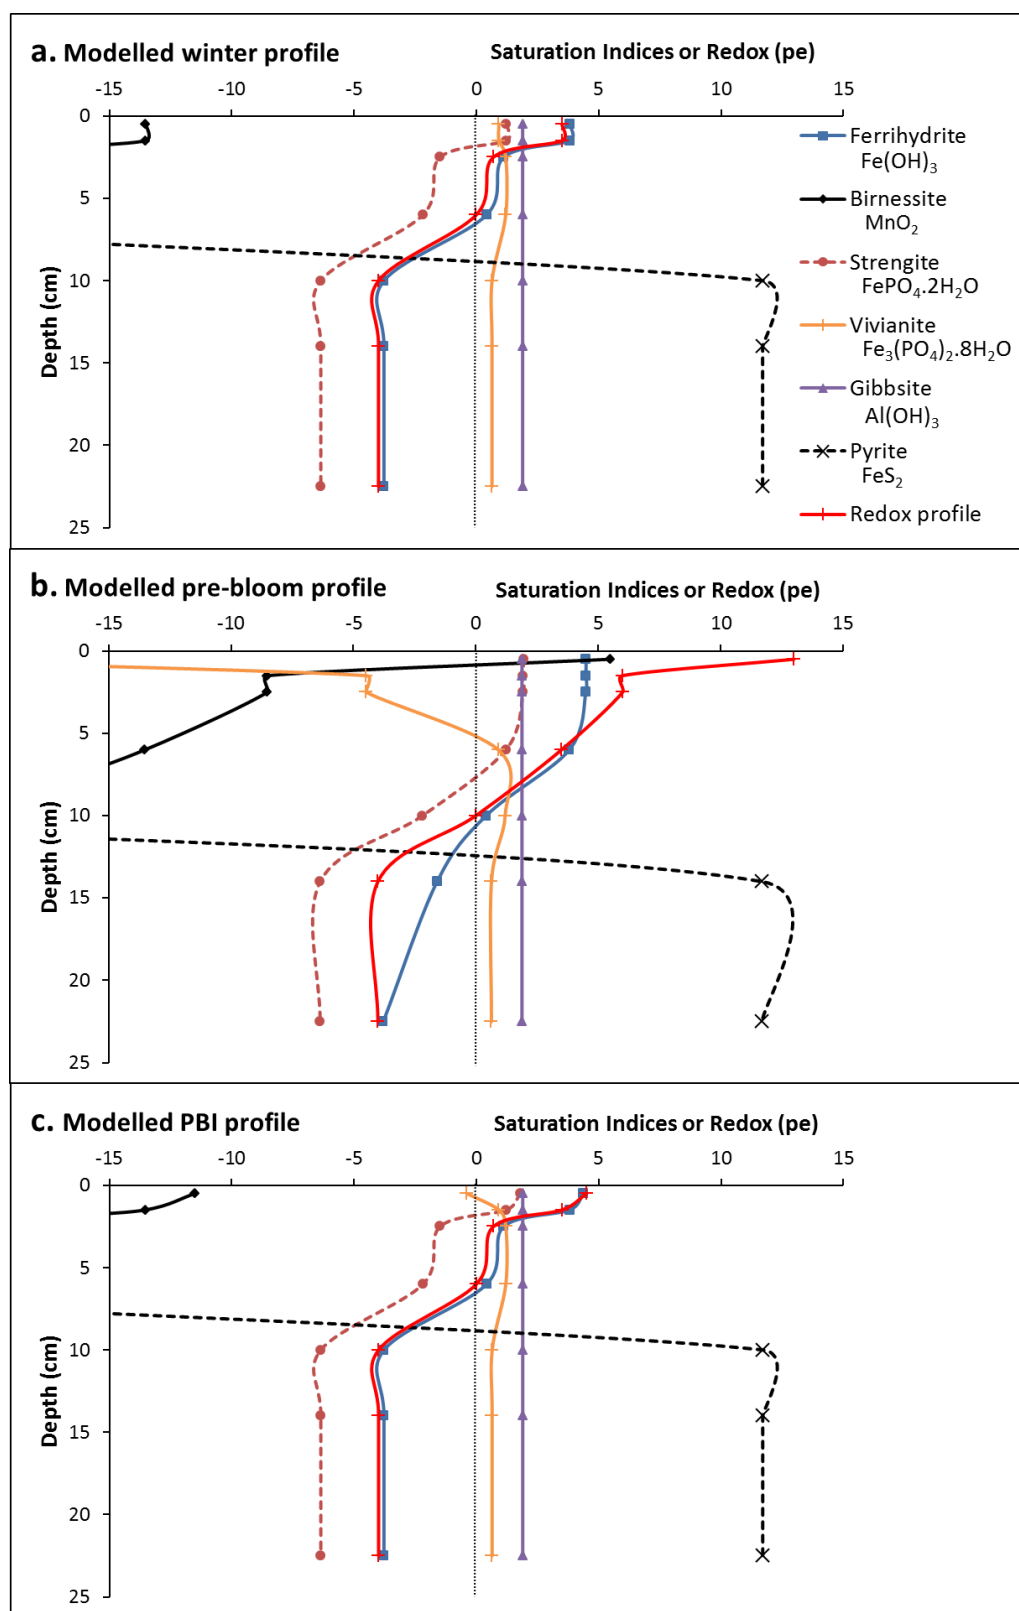 a. Modelled winter profile
Saturation Indices or Redox (pe)
-15 -10 -5 0 5 10 15
0
5
10
15
20
25
Depth (cm)
Ferrihydrite
Fe(OH)3
Birnessite
MnO2
Strengite
FePO4.2H2O
Vivianite
Fe3(PO4)2.8H2O
Gibbsite
Al(OH)3
Pyrite
FeS2
Redox profile
b. Modelled pre-bloom profile
Saturation Indices or Redox (pe)
-15 -10 -5 0 5 10 15
0
5
10
15
20
25
Depth (cm)
c. Modelled PBI profile
Saturation Indices or Redox (pe)
-15 -10 -5 0 5 10 15
0
5
10
15
20
25
Depth (cm)